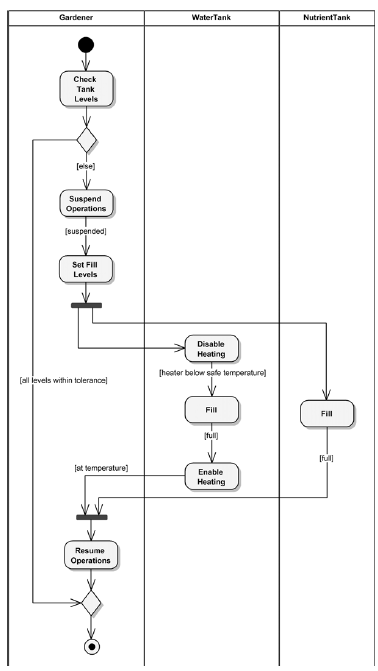 Gardener
WaterTank
NutrientTank
Check
Tank
Levels
[else]
Suspend
Operations
[suspended]
Set Fill
Levels
Disable
Heating
[heater below safe temperature]
[all levels within tolerance]
Fill
Fill
[full]
[full]
[at temperature]
Enable
Heating
Resume
Operations